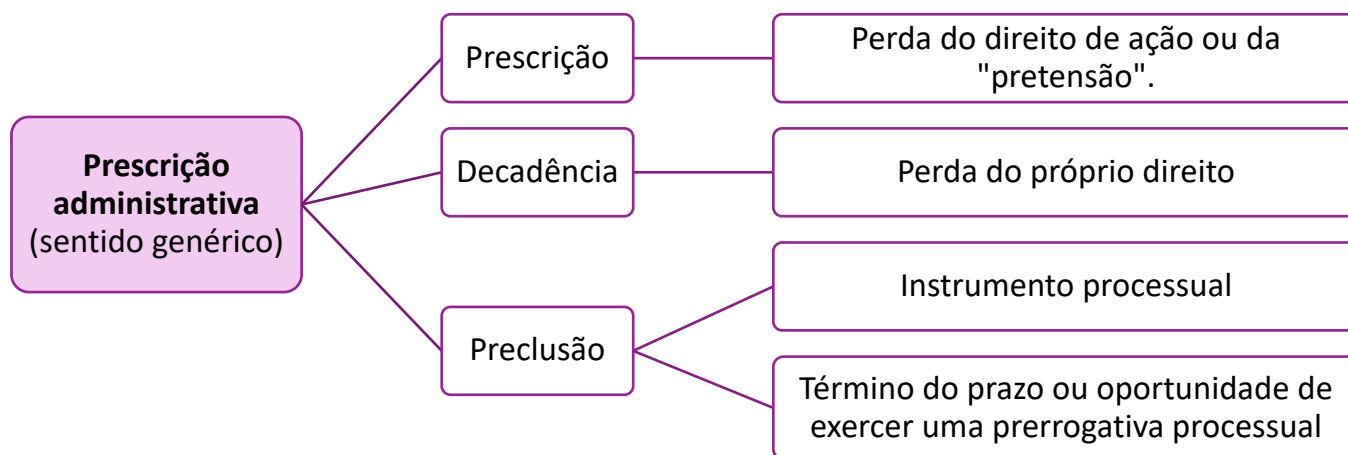 Prescrição
administrativa
(sentido genérico)
Prescrição
Perda do direito de ação ou da
"pretensão".
Decadência
Perda do próprio direito
Preclusão
Instrumento processual
Término do prazo ou oportunidade de
exercer uma prerrogativa processual